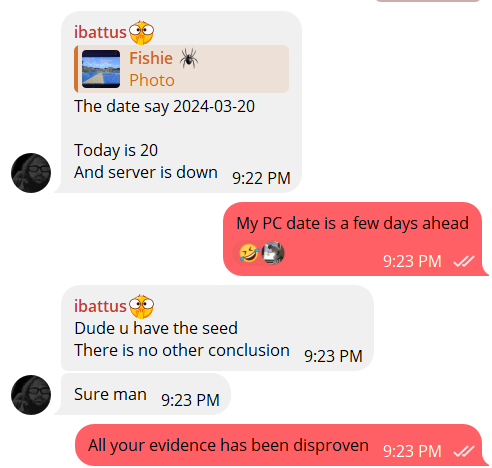 ibattus
Fishie
Photo
The date say 2024-03-20
Today is 20
And server is down 9:22 PM
My PC date is a few days ahead
9:23 PM
ibattus
Dude u have the seed
There is no other conclusion 9:23 PM
Sure man 9:23 PM
All your evidence has been disproven 9:23 PM